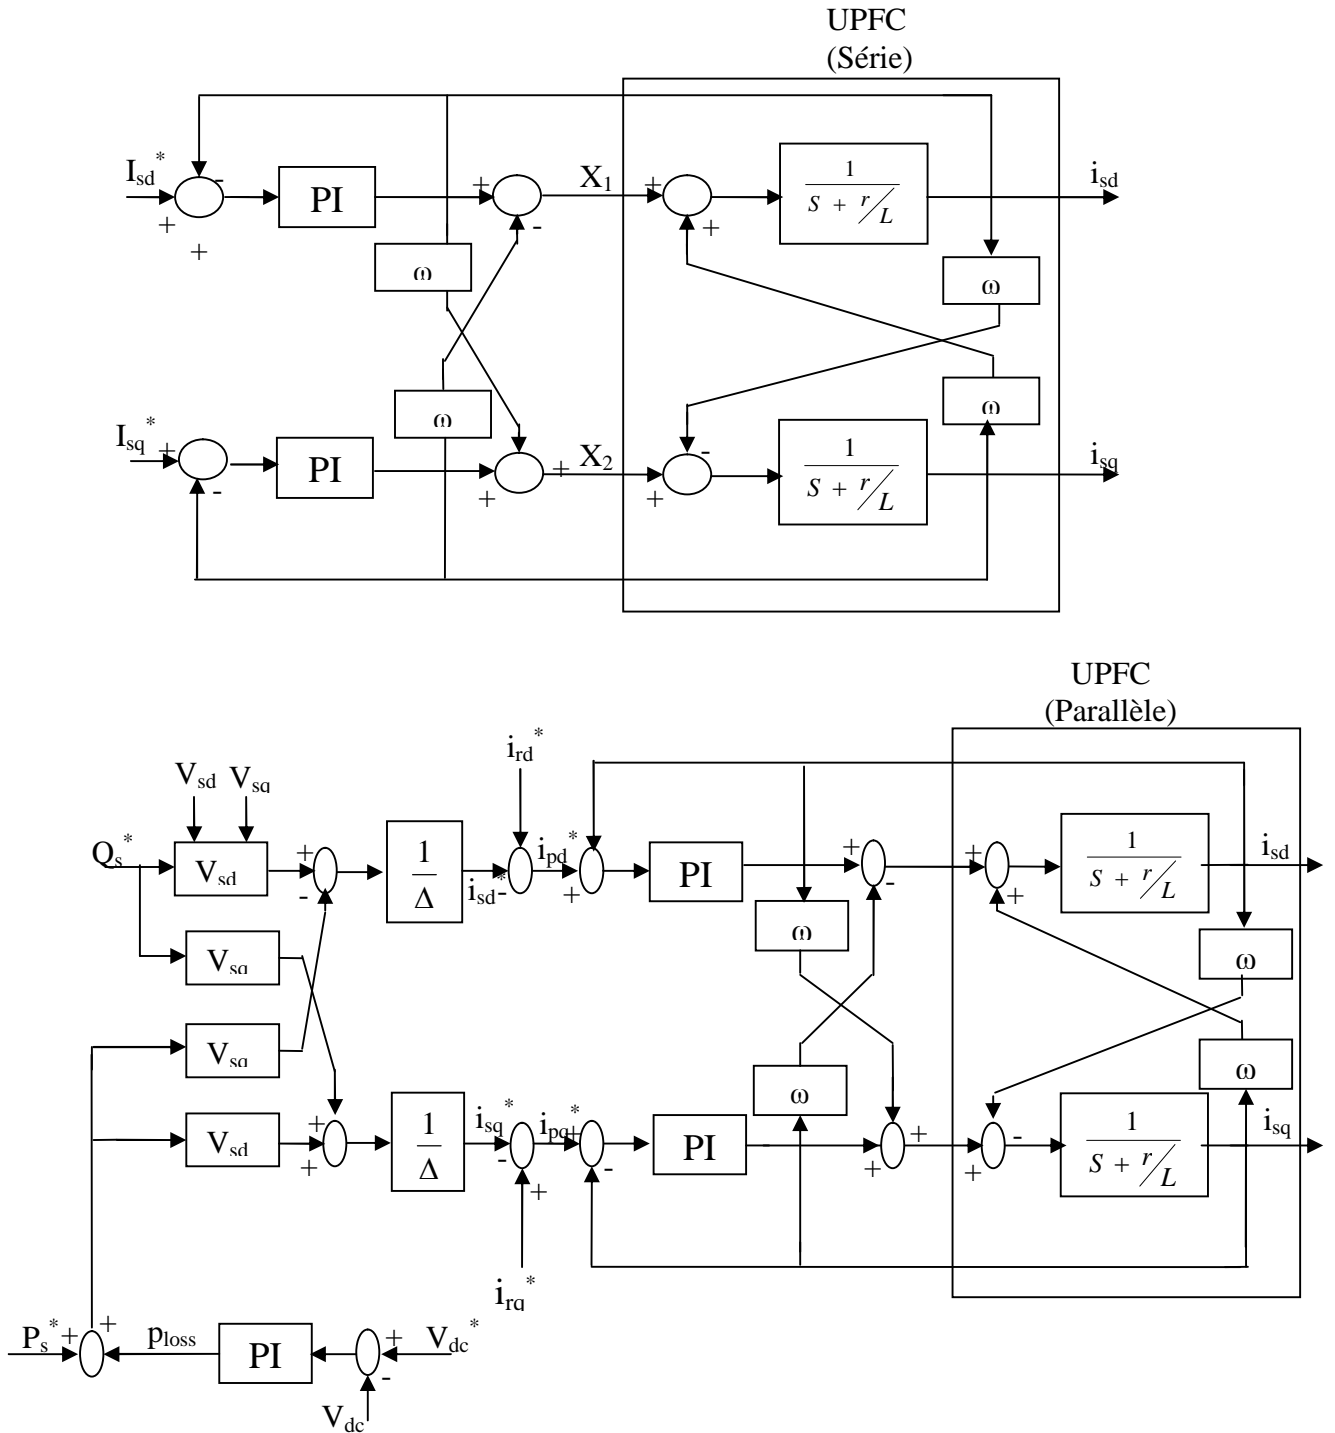 UPFC
(Série)
I_sd^*
-
+
+
PI
+
-
X_1
+
+
1
S + r/L
i_sd
ω
ω
ω
ω
I_sq^*
+
-
PI
+
+
X_2
+
-
1
S + r/L
i_sq
UPFC
(Parallèle)
i_rd^*
V_sd V_sq
Q_s^*
V_sd
+
-
1
Δ
i_sd^*
-
i_pd^*
+
PI
+
-
+
+
1
S + r/L
i_sd
V_sq
ω
ω
V_sq
ω
ω
V_sd
+
+
1
Δ
i_sq^*
-
+
i_pq^*
+
-
PI
+
+
+
-
1
S + r/L
i_sq
i_rq^*
P_s^*
+
+
p_loss
PI
+
-
V_dc^*
V_dc